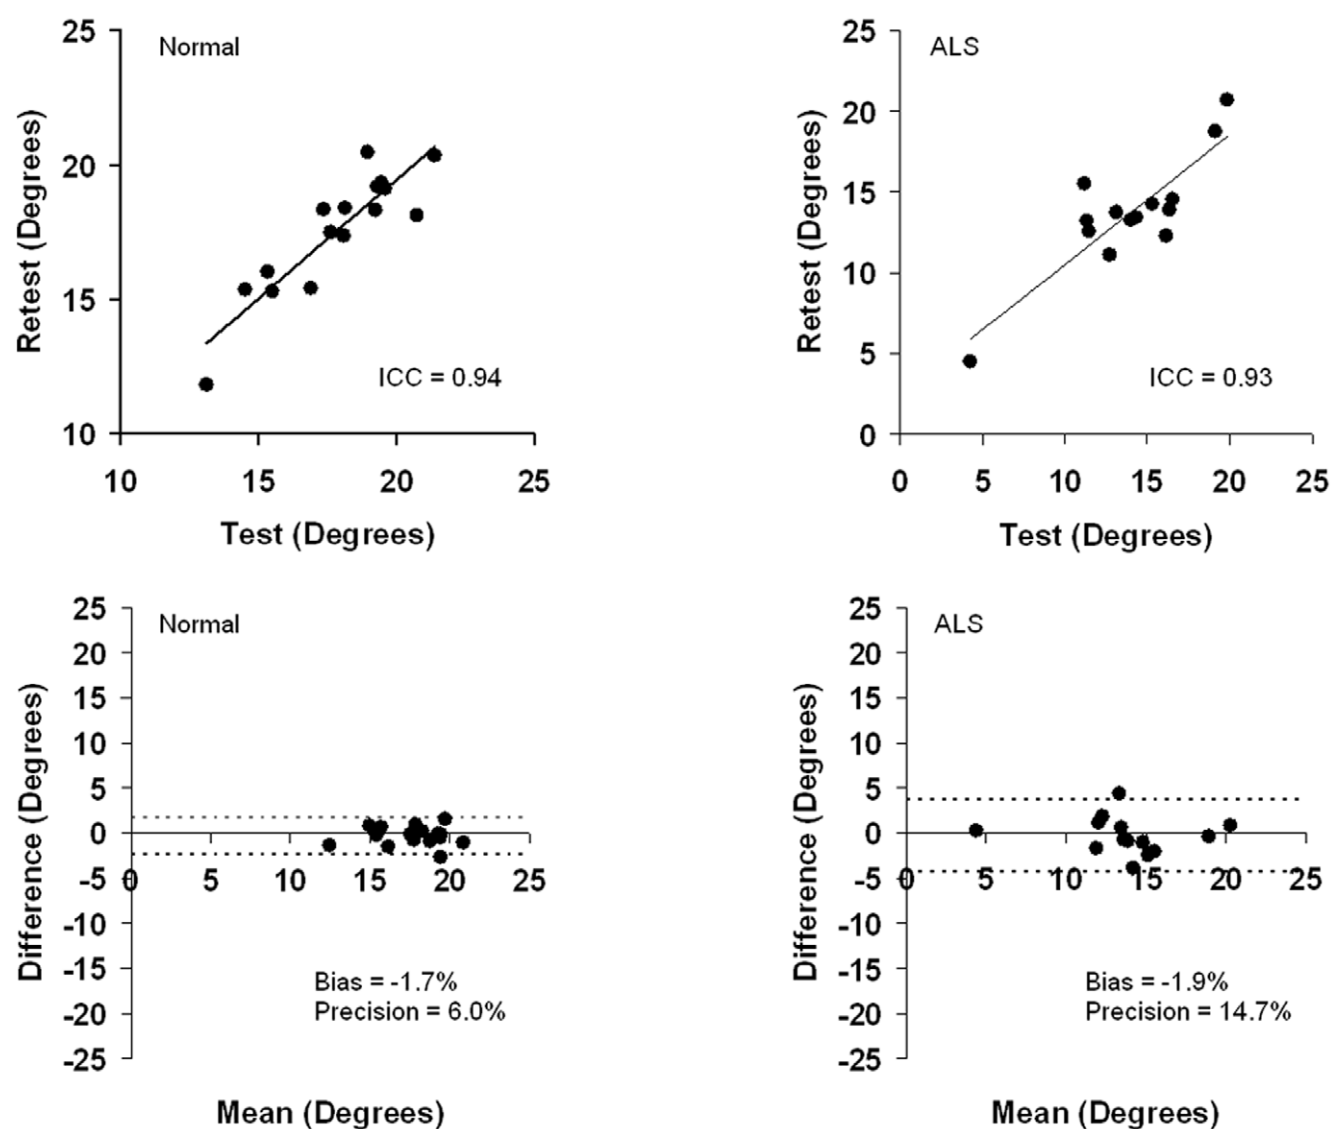 Normal
25
20
15
10
Retest (Degrees)
ICC = 0.94
10 15 20 25
Test (Degrees)
ALS
25
20
15
10
5
0
Retest (Degrees)
ICC = 0.93
0 5 10 15 20 25
Test (Degrees)
Normal
25
20
15
10
5
0
-5
-10
-15
-20
-25
Difference (Degrees)
0 5 10 15 20 25
Bias = -1.7%
Precision = 6.0%
Mean (Degrees)
ALS
25
20
15
10
5
0
-5
-10
-15
-20
-25
Difference (Degrees)
0 5 10 15 20 25
Bias = -1.9%
Precision = 14.7%
Mean (Degrees)